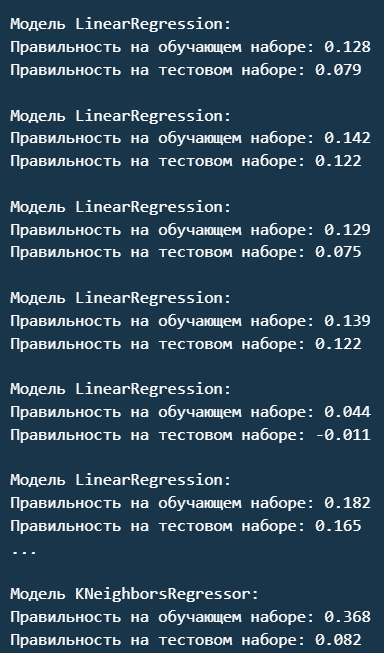 Модель LinearRegression:
Правильность на обучающем наборе: 0.128
Правильность на тестовом наборе: 0.079
Модель LinearRegression:
Правильность на обучающем наборе: 0.142
Правильность на тестовом наборе: 0.122
Модель LinearRegression:
Правильность на обучающем наборе: 0.129
Правильность на тестовом наборе: 0.075
Модель LinearRegression:
Правильность на обучающем наборе: 0.139
Правильность на тестовом наборе: 0.122
Модель LinearRegression:
Правильность на обучающем наборе: 0.044
Правильность на тестовом наборе: -0.011
Модель LinearRegression:
Правильность на обучающем наборе: 0.182
Правильность на тестовом наборе: 0.165
...
Модель KNeighborsRegressor:
Правильность на обучающем наборе: 0.368
Правильность на тестовом наборе: 0.082